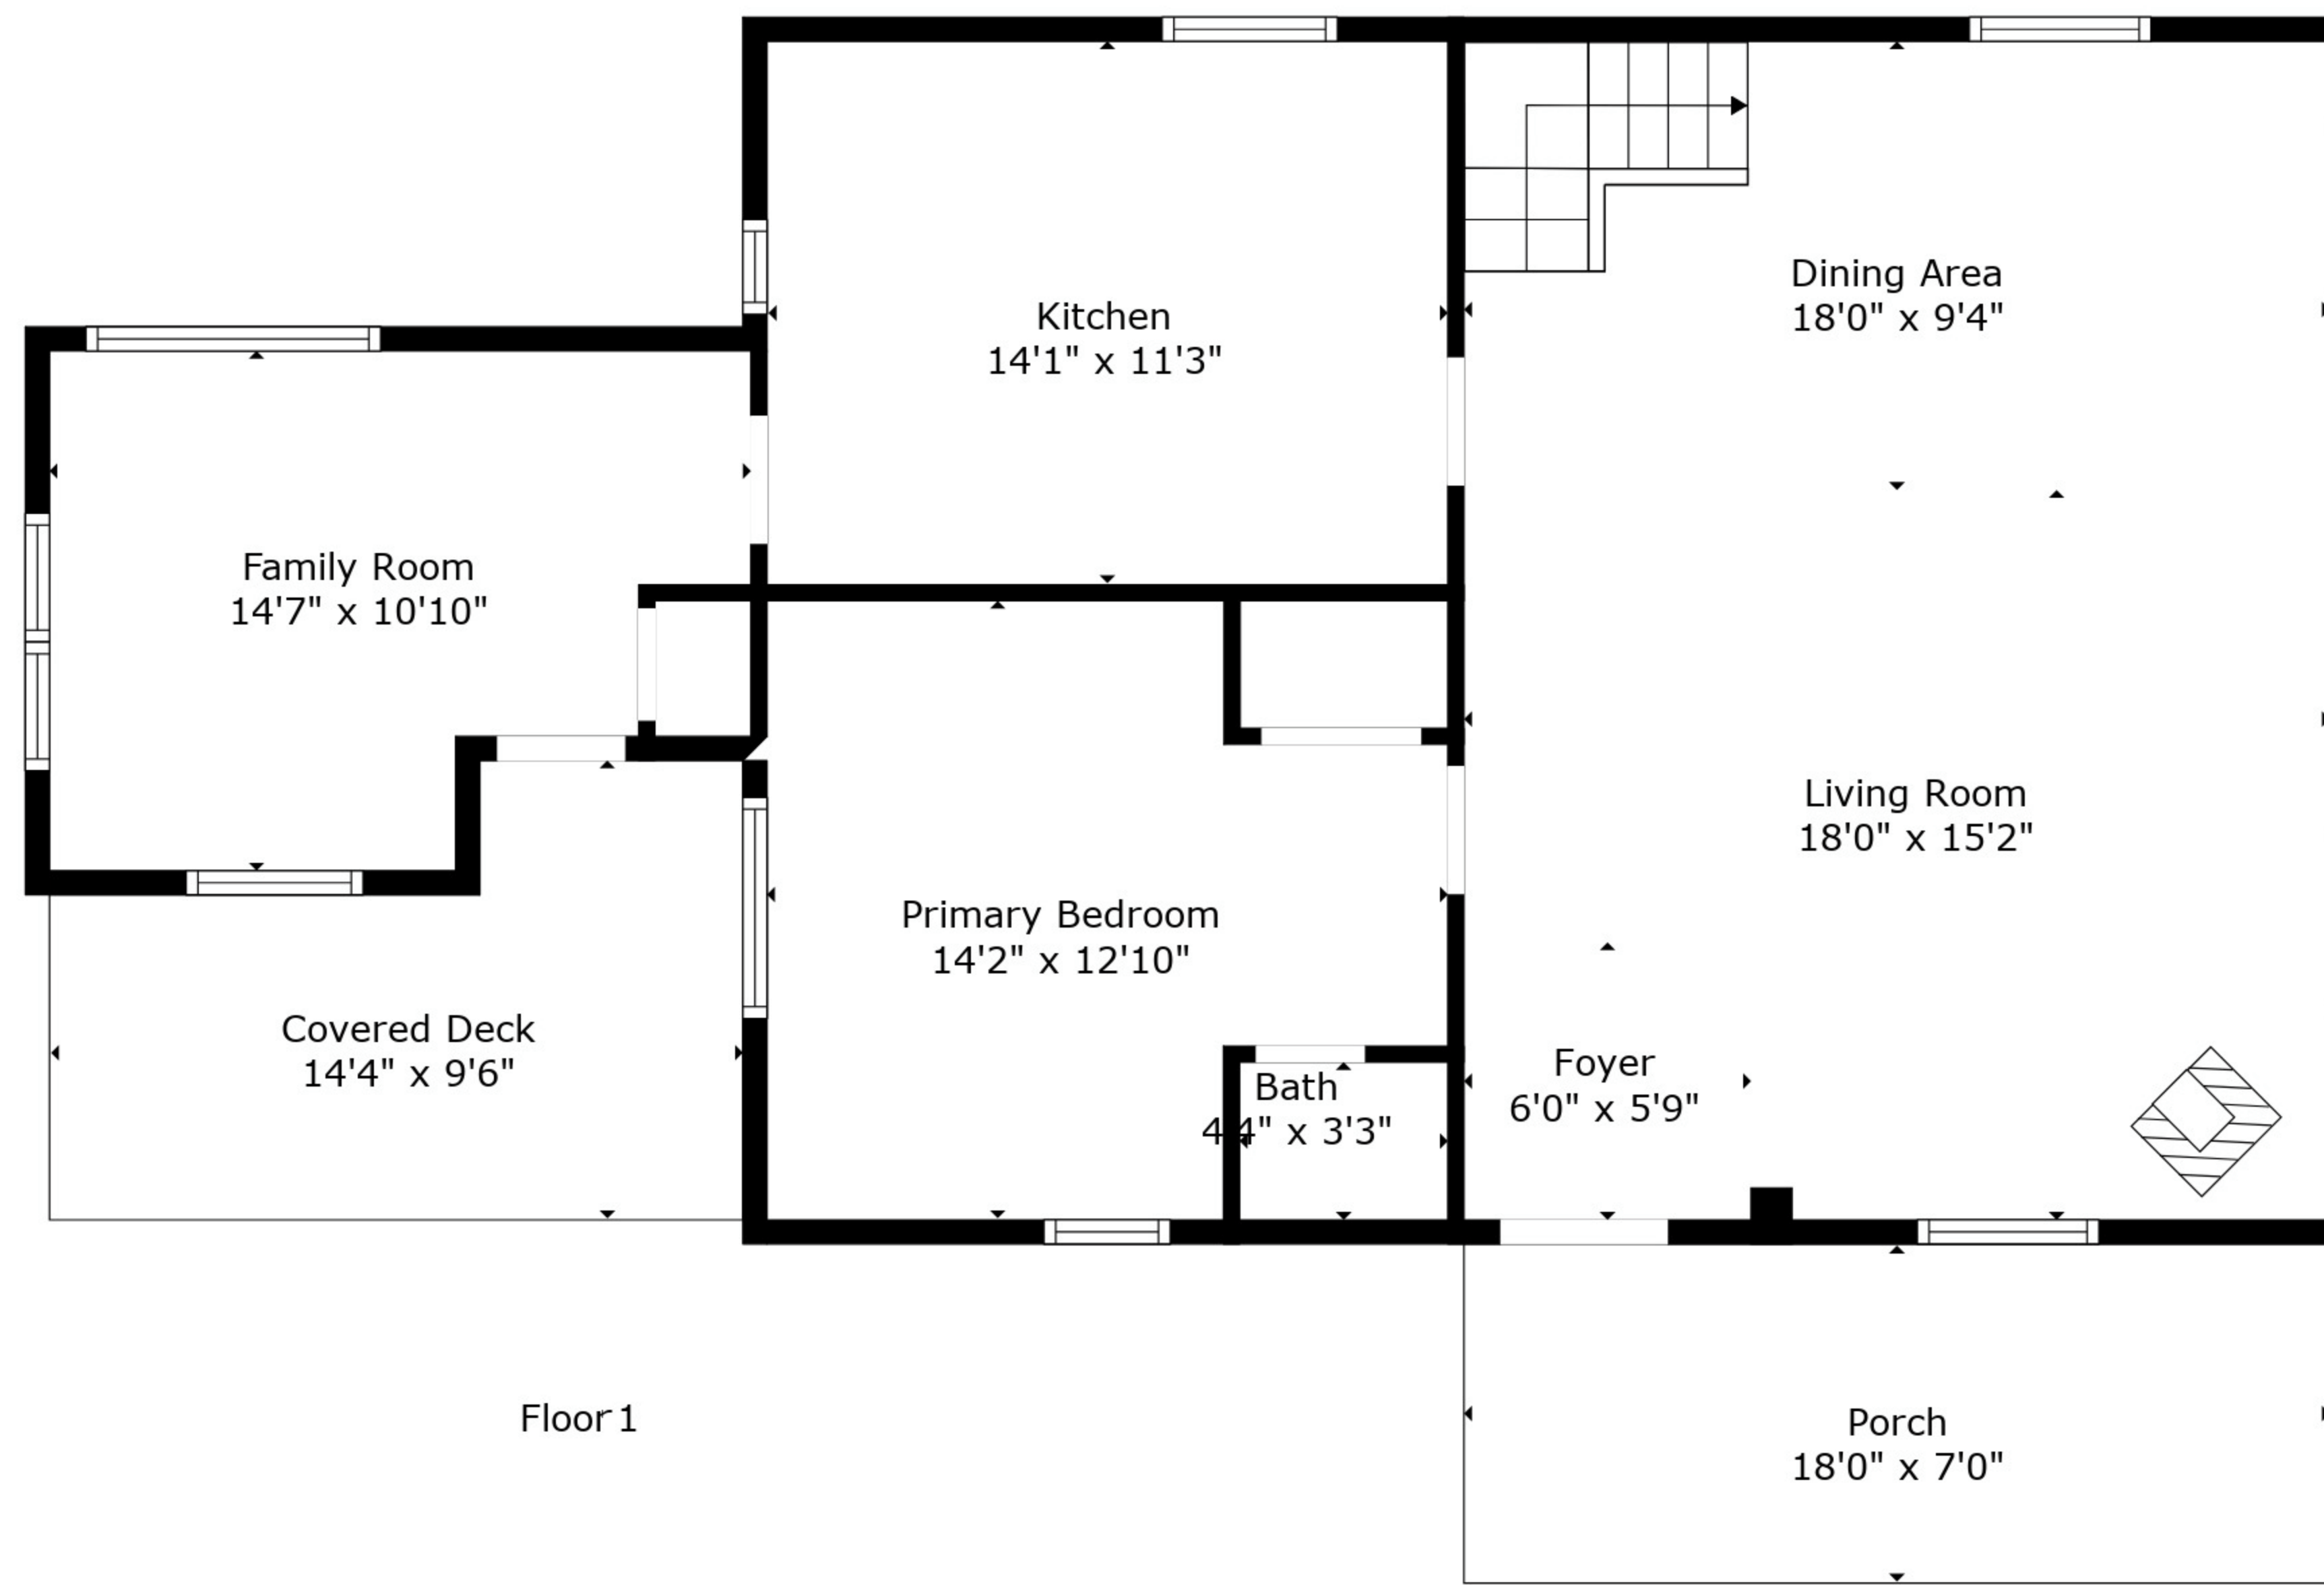 Dining Area
18'0" x 9'4"
Kitchen
14'1" x 11'3"
Family Room
14'7" x 10'10"
Living Room
18'0" x 15'2"
Primary Bedroom
14'2" x 12'10"
Covered Deck
14'4" x 9'6"
Bath
4'4" x 3'3"
Foyer
6'0" x 5'9"
Floor 1
Porch
18'0" x 7'0"